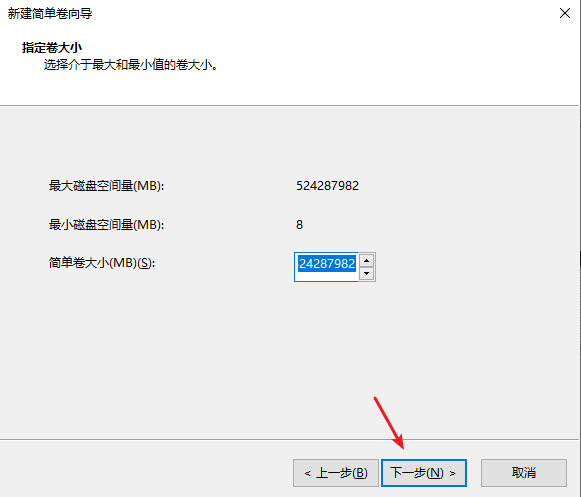 新建简单卷向导
指定卷大小
选择介于最大和最小值的卷大小。
最大磁盘空间量(MB): 524287982
最小磁盘空间量(MB): 8
简单卷大小(MB)(S): 24287982
< 上一步(B) 下一步(N) > 取消